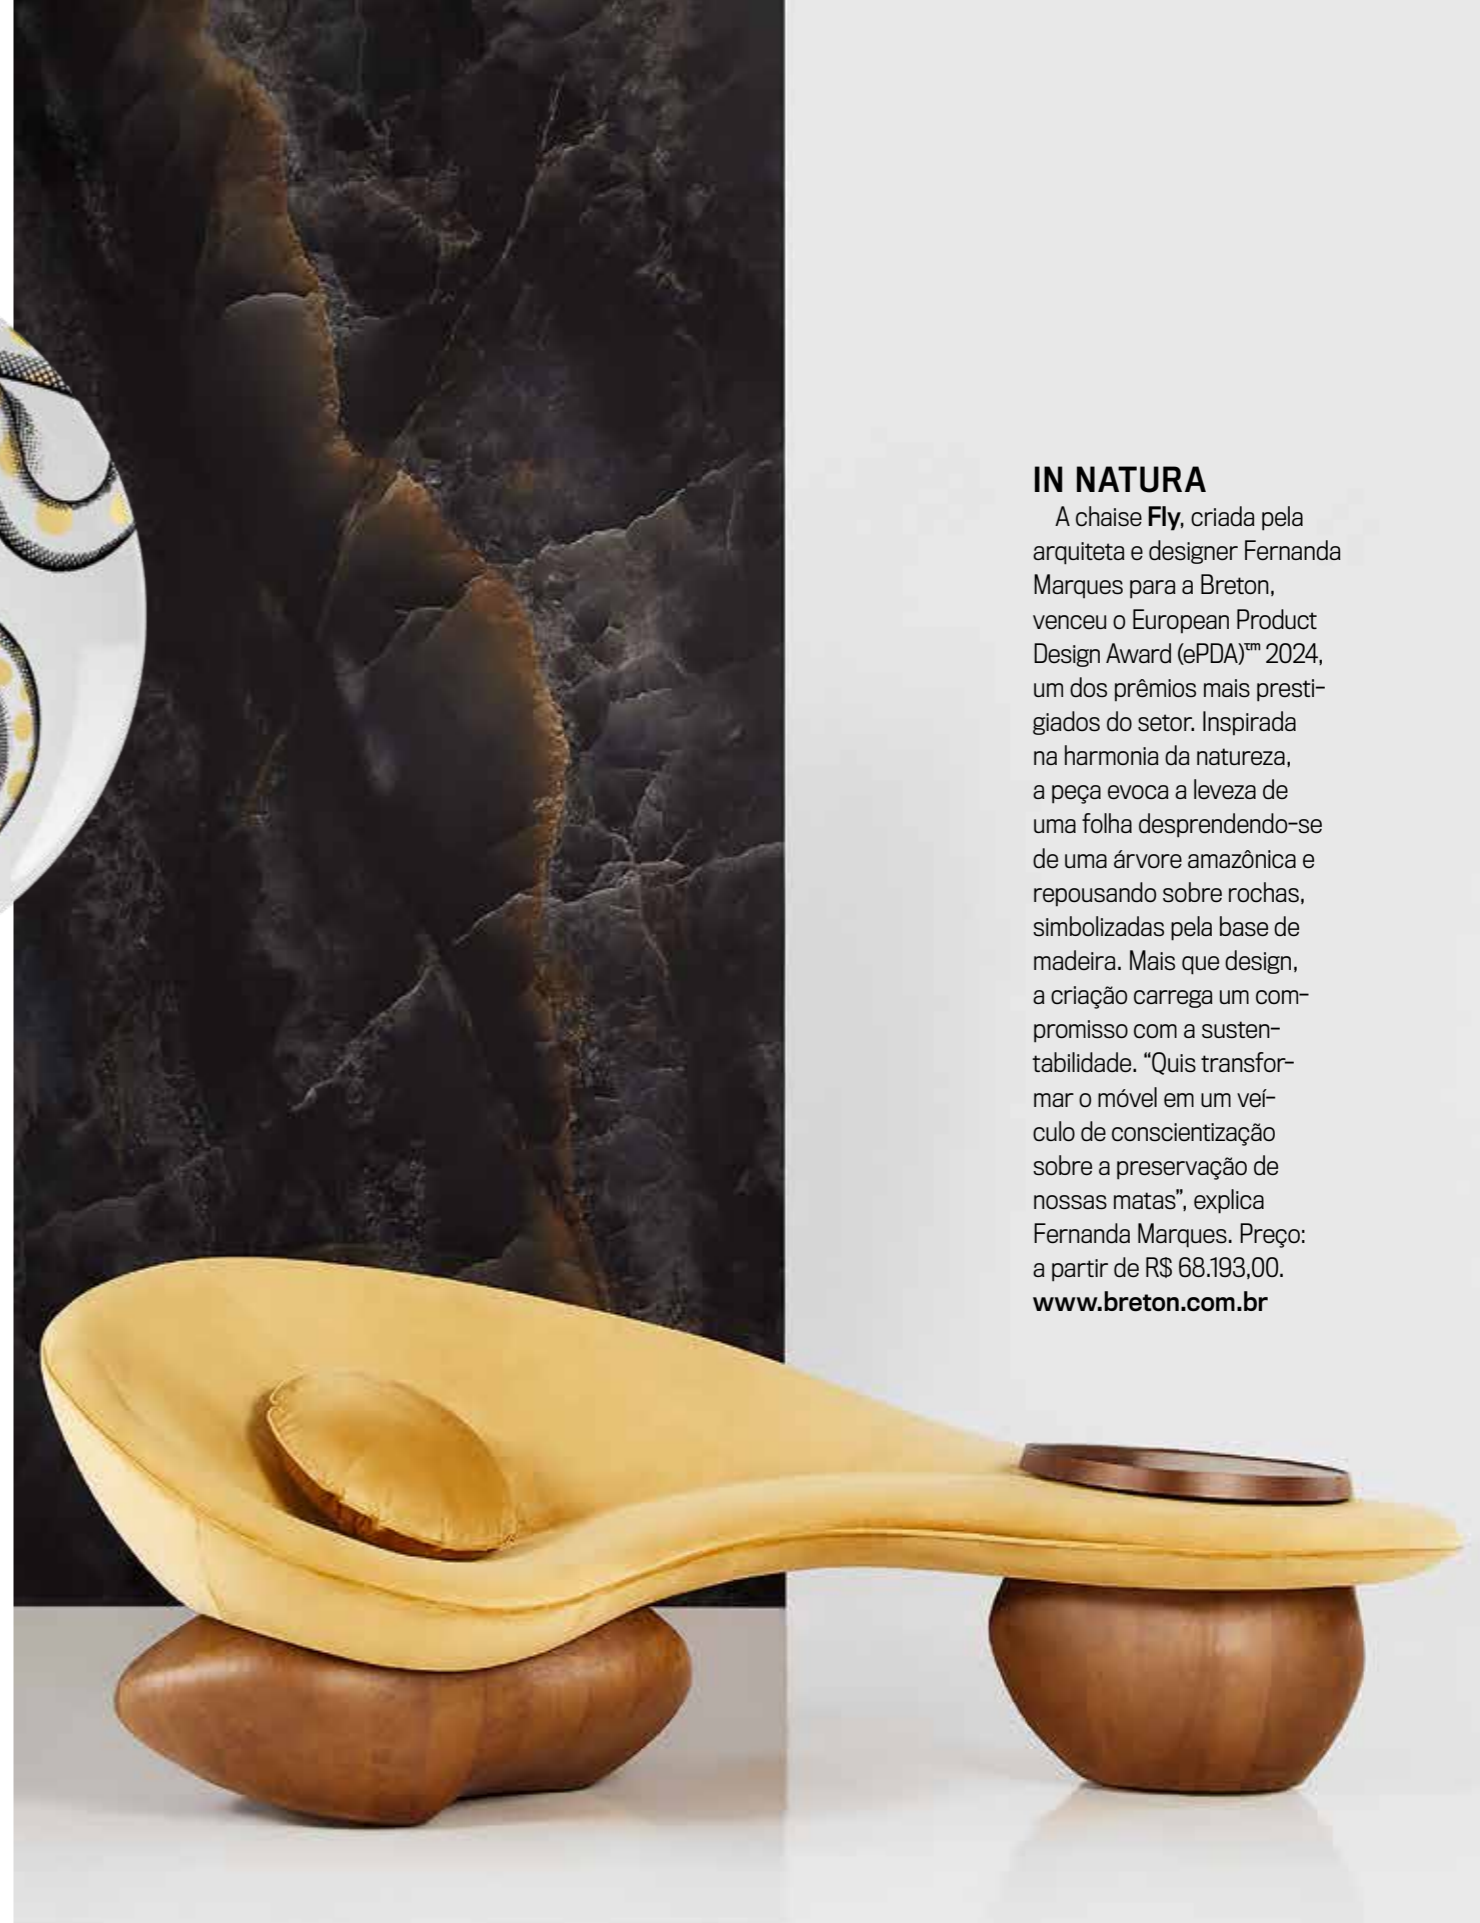 IN NATURA
A chaise Fly, criada pela
arquiteta e designer Fernanda
Marques para a Breton,
venceu o European Product
Design Award (ePDA)™ 2024,
um dos prêmios mais presti-
giados do setor. Inspirada
na harmonia da natureza,
a peça evoca a leveza de
uma folha desprendendo-se
de uma árvore amazônica e
repousando sobre rochas,
simbolizadas pela base de
madeira. Mais que design,
a criação carrega um com-
promisso com a susten-
tabilidade. “Quis transfor-
mar o móvel em um veí-
culo de conscientização
sobre a preservação de
nossas matas”, explica
Fernanda Marques. Preço:
a partir de R$ 68.193,00.
www.breton.com.br